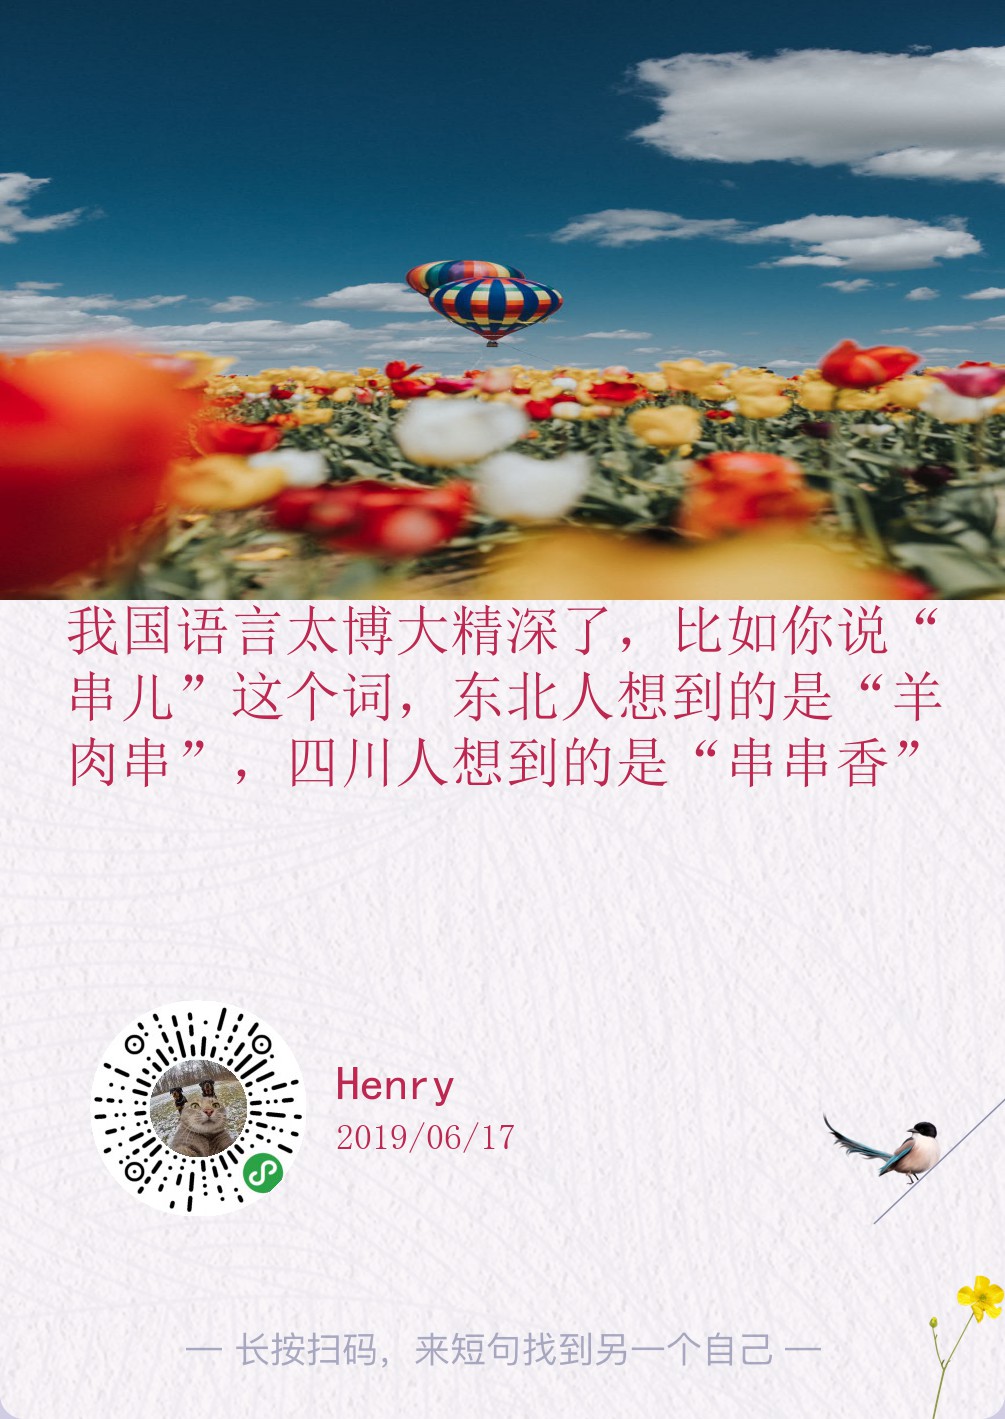 我国语言太博大精深了，比如你说“
串儿”这个词，东北人想到的是“羊
肉串”，四川人想到的是“串串香”
Henry
2019/06/17
— 长按扫码，来短句找到另一个自己 —